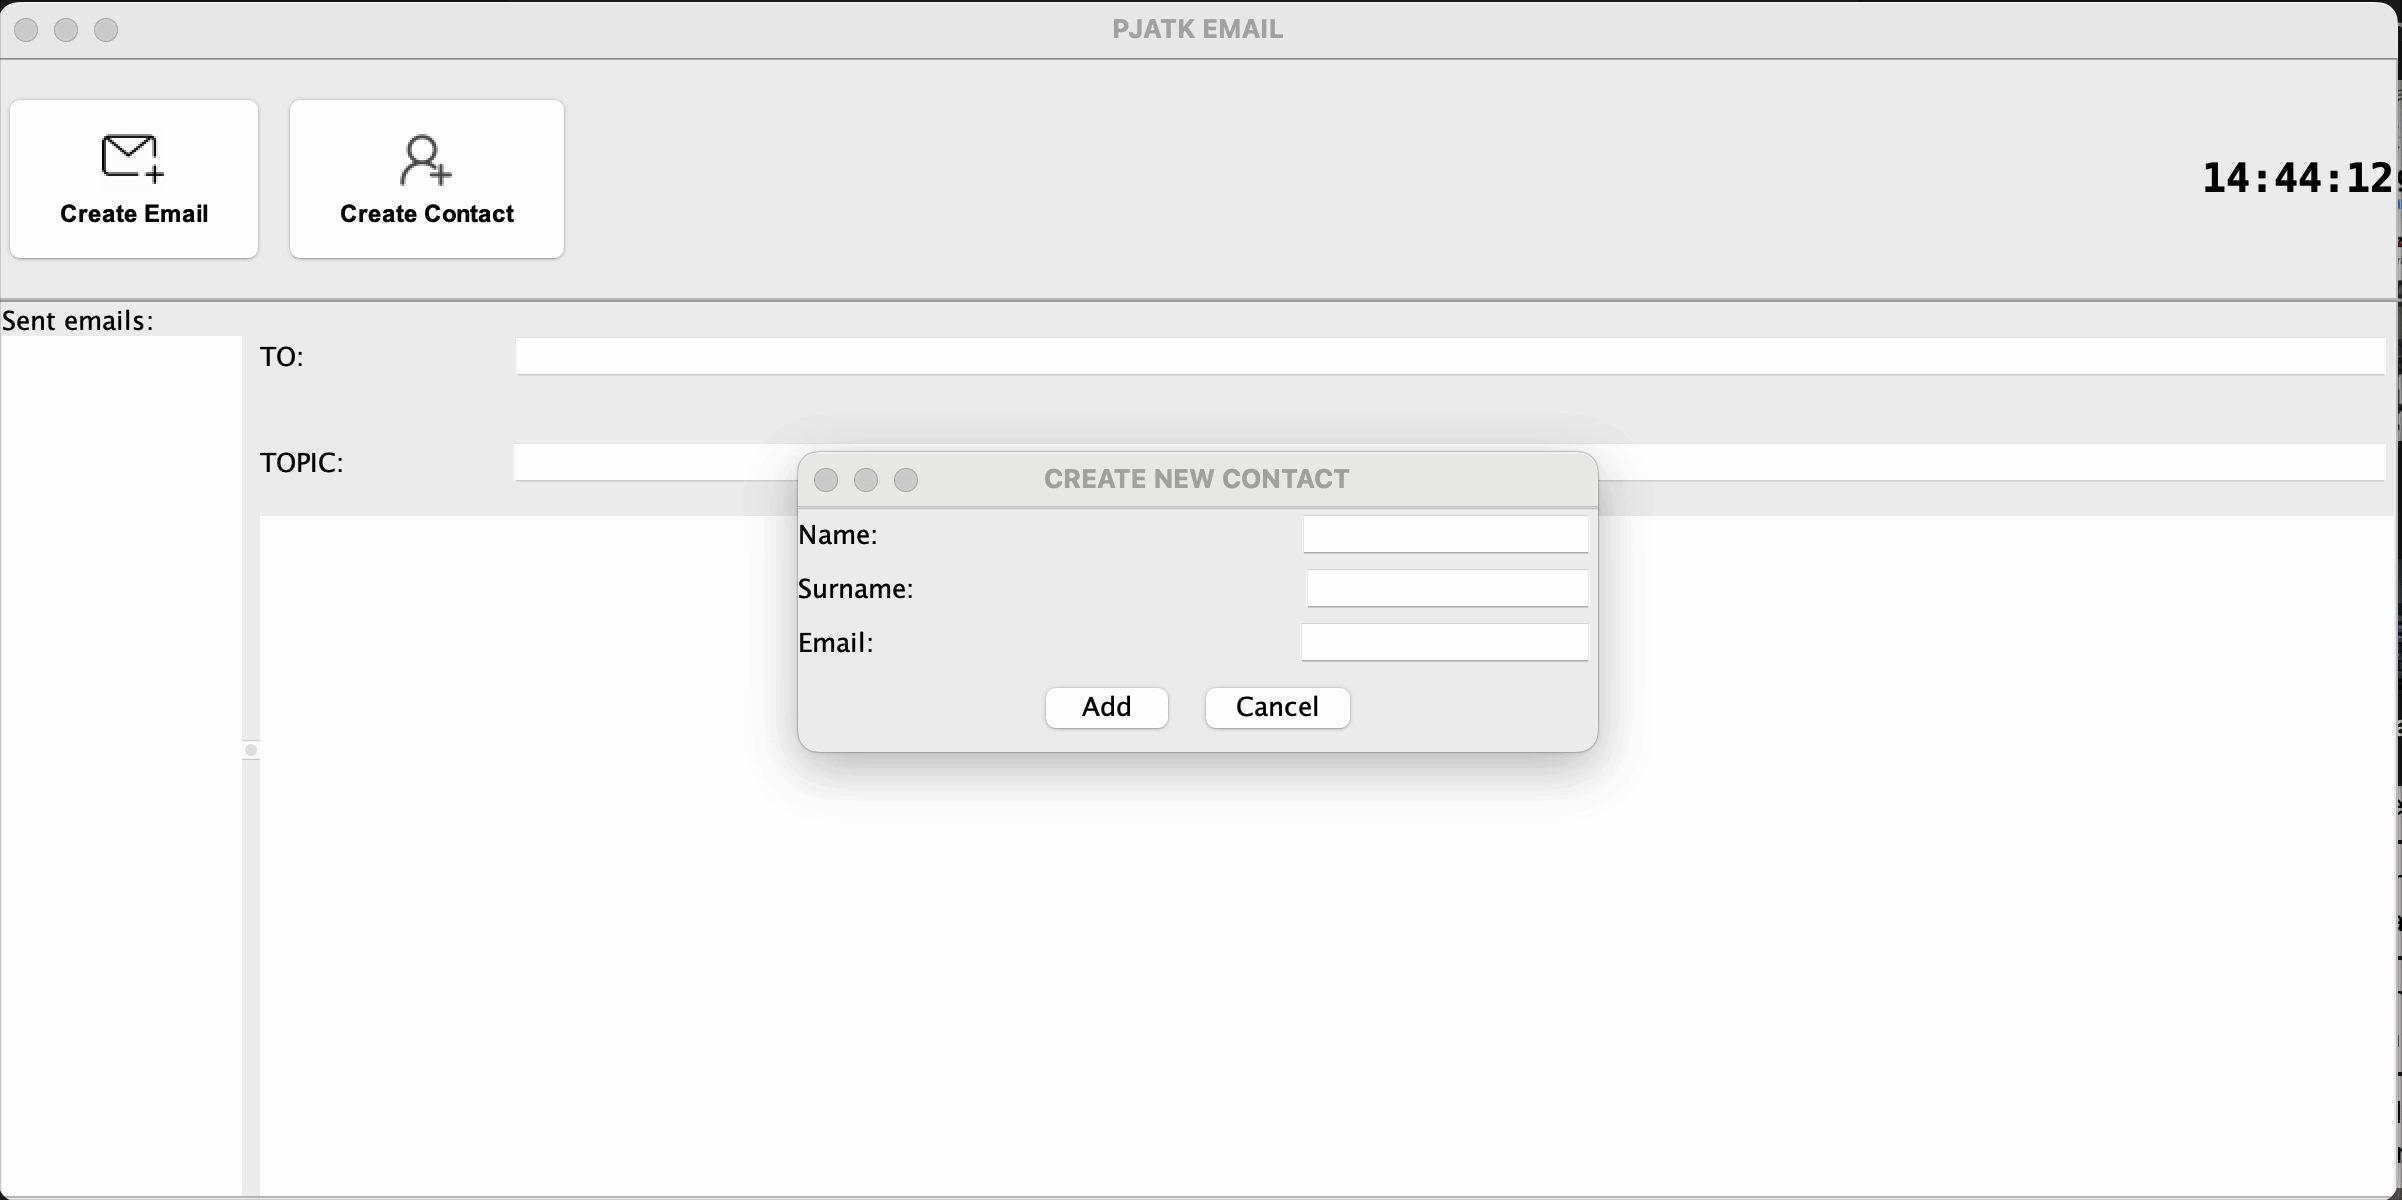 PJATK EMAIL
Create Email
Create Contact
14:44:12
Sent emails:
TO:
TOPIC:
CREATE NEW CONTACT
Name:
Surname:
Email:
Add
Cancel